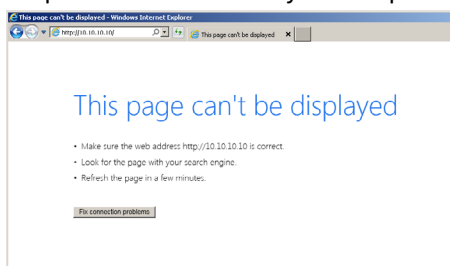 This page can't be displayed - Windows Internet Explorer
http://10.10.10.10/
This page can't be displayed
This page can't be displayed
• Make sure the web address http://10.10.10.10 is correct.
• Look for the page with your search engine.
• Refresh the page in a few minutes.
Fix connection problems